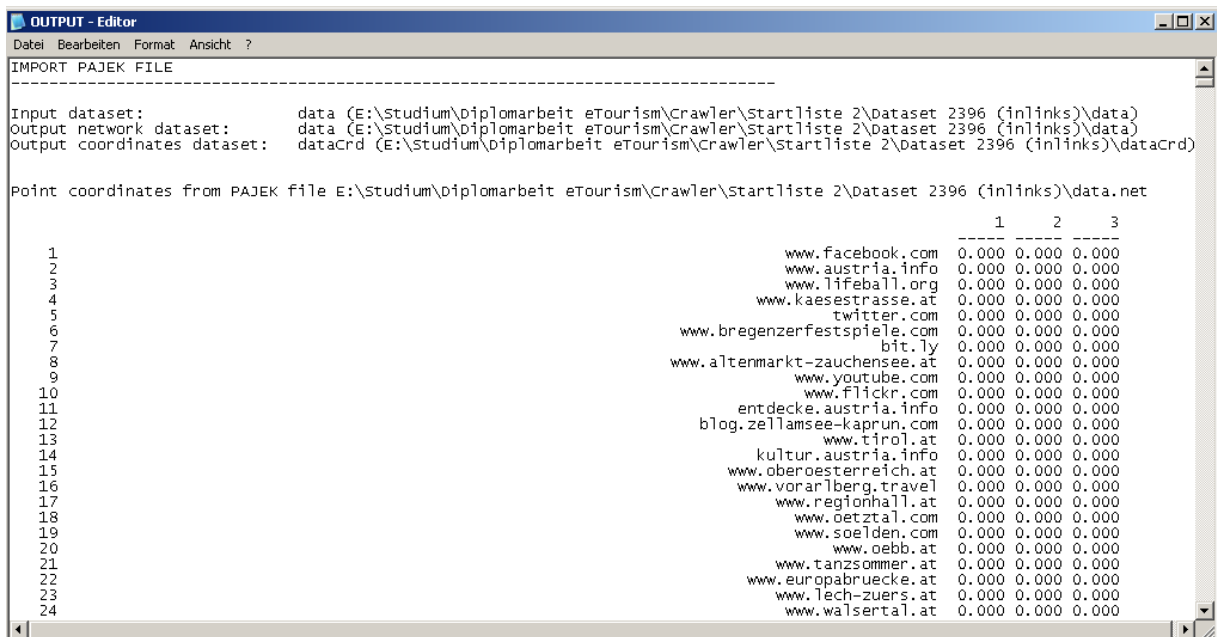 OUTPUT - Editor
Datei Bearbeiten Format Ansicht ?
IMPORT PAJEK FILE
--------------------------------------------------------------------------------
Input dataset: data (E:\Studium\Diplomarbeit eTourism\Crawler\Startliste 2\Dataset 2396 (inlinks)\data)
Output network dataset: data (E:\Studium\Diplomarbeit eTourism\Crawler\Startliste 2\Dataset 2396 (inlinks)\data)
Output coordinates dataset: dataCrd (E:\Studium\Diplomarbeit eTourism\Crawler\Startliste 2\Dataset 2396 (inlinks)\dataCrd)
Point coordinates from PAJEK file E:\Studium\Diplomarbeit eTourism\Crawler\Startliste 2\Dataset 2396 (inlinks)\data.net
1 2 3
----- ----- -----
1 www.facebook.com 0.000 0.000 0.000
2 www.austria.info 0.000 0.000 0.000
3 www.lifeball.org 0.000 0.000 0.000
4 www.kaesestrasse.at 0.000 0.000 0.000
5 twitter.com 0.000 0.000 0.000
6 www.bregenzerfestspiele.com 0.000 0.000 0.000
7 bit.ly 0.000 0.000 0.000
8 www.altenmarkt-zauchensee.at 0.000 0.000 0.000
9 www.youtube.com 0.000 0.000 0.000
10 www.flickr.com 0.000 0.000 0.000
11 entdecke.austria.info 0.000 0.000 0.000
12 blog.zellamsee-kaprun.com 0.000 0.000 0.000
13 www.tirol.at 0.000 0.000 0.000
14 kultur.austria.info 0.000 0.000 0.000
15 www.oberoesterreich.at 0.000 0.000 0.000
16 www.vorarlberg.travel 0.000 0.000 0.000
17 www.regionhall.at 0.000 0.000 0.000
18 www.oetztal.com 0.000 0.000 0.000
19 www.soelden.com 0.000 0.000 0.000
20 www.oebb.at 0.000 0.000 0.000
21 www.tanzsommer.at 0.000 0.000 0.000
22 www.europabruecke.at 0.000 0.000 0.000
23 www.lech-zuers.at 0.000 0.000 0.000
24 www.walsertal.at 0.000 0.000 0.000